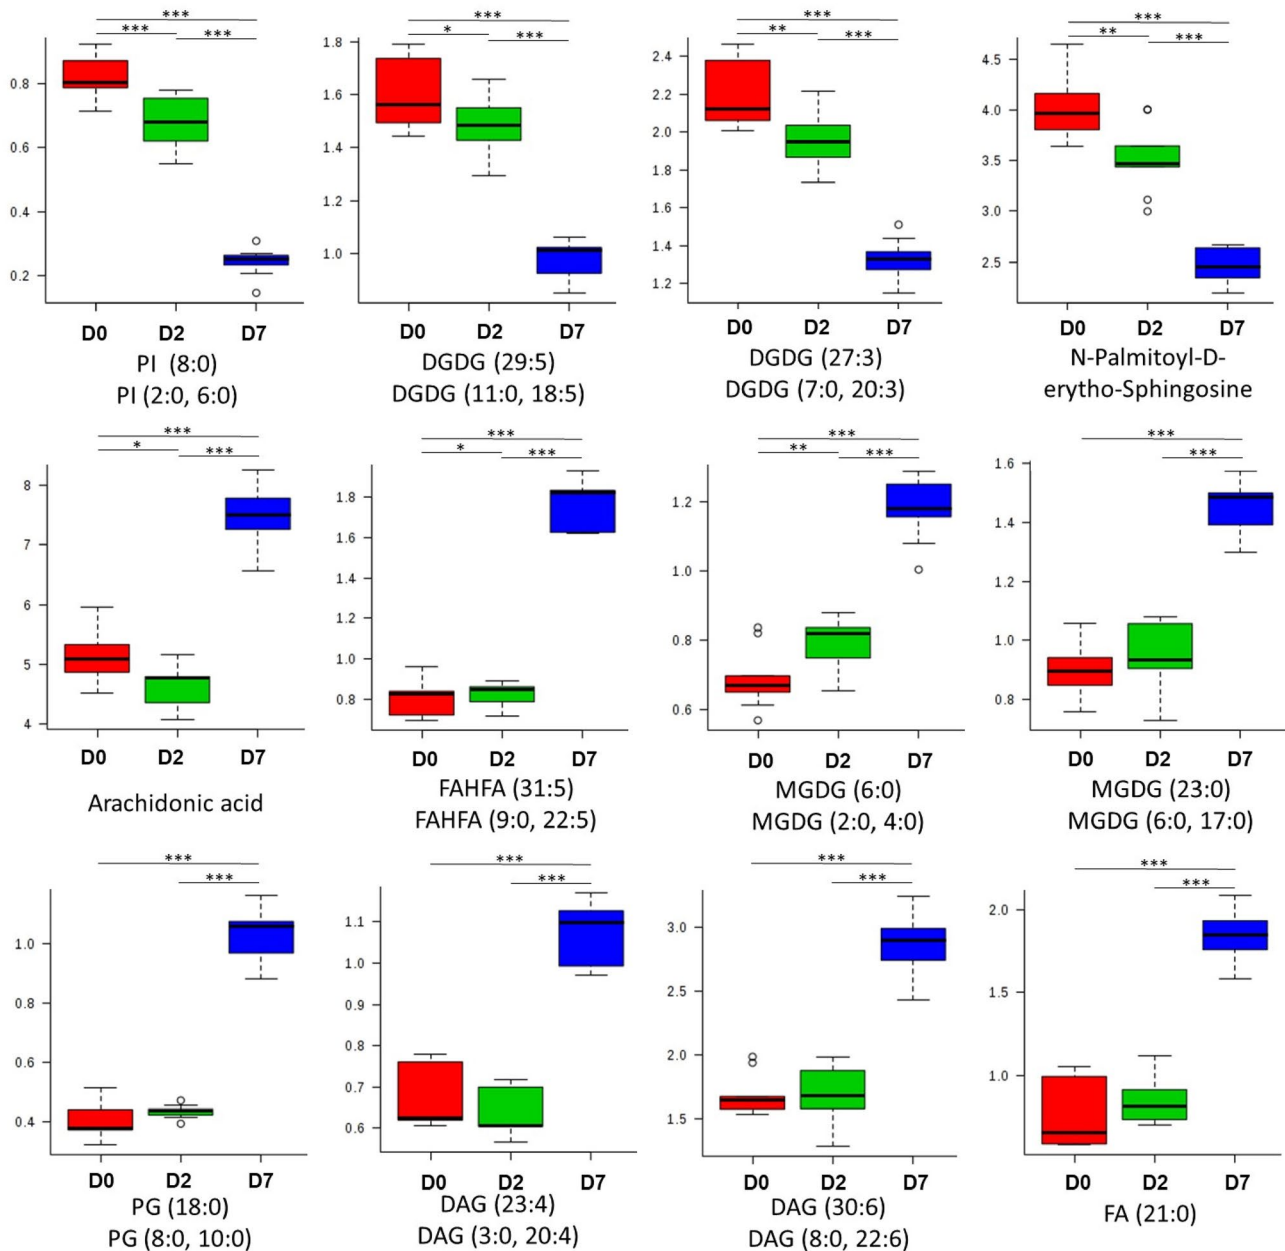 *** *** *** ***
*** *** * *** ** *** ** ***
0.8 0.6 0.4 0.2
1.8 1.6 1.4 1.2 1.0
2.4 2.2 2.0 1.8 1.6 1.4 1.2
4.5 4.0 3.5 3.0 2.5
D0 D2 D7 D0 D2 D7 D0 D2 D7 D0 D2 D7
PI (8:0)
PI (2:0, 6:0)
DGDG (29:5)
DGDG (11:0, 18:5)
DGDG (27:3)
DGDG (7:0, 20:3)
N-Palmitoyl-D-
erytho-Sphingosine
*** *** *** ***
* *** * *** ** *** ***
8 7 6 5 4
1.8 1.6 1.4 1.2 1.0 0.8
1.2 1.0 0.8 0.6
1.6 1.4 1.2 1.0 0.8
D0 D2 D7 D0 D2 D7 D0 D2 D7 D0 D2 D7
Arachidonic acid
FAHFA (31:5)
FAHFA (9:0, 22:5)
MGDG (6:0)
MGDG (2:0, 4:0)
MGDG (23:0)
MGDG (6:0, 17:0)
*** *** *** ***
*** *** *** ***
1.0 0.8 0.6 0.4
1.1 1.0 0.9 0.8 0.7 0.6
3.0 2.5 2.0 1.5
2.0 1.5 1.0
D0 D2 D7 D0 D2 D7 D0 D2 D7 D0 D2 D7
PG (18:0)
PG (8:0, 10:0)
DAG (23:4)
DAG (3:0, 20:4)
DAG (30:6)
DAG (8:0, 22:6)
FA (21:0)